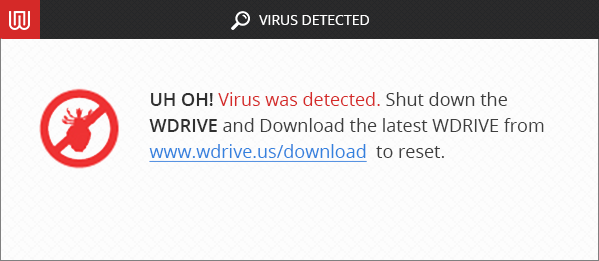 VIRUS DETECTED
UH OH! Virus was detected. Shut down the
WDRIVE and Download the latest WDRIVE from
www.wdrive.us/download to reset.